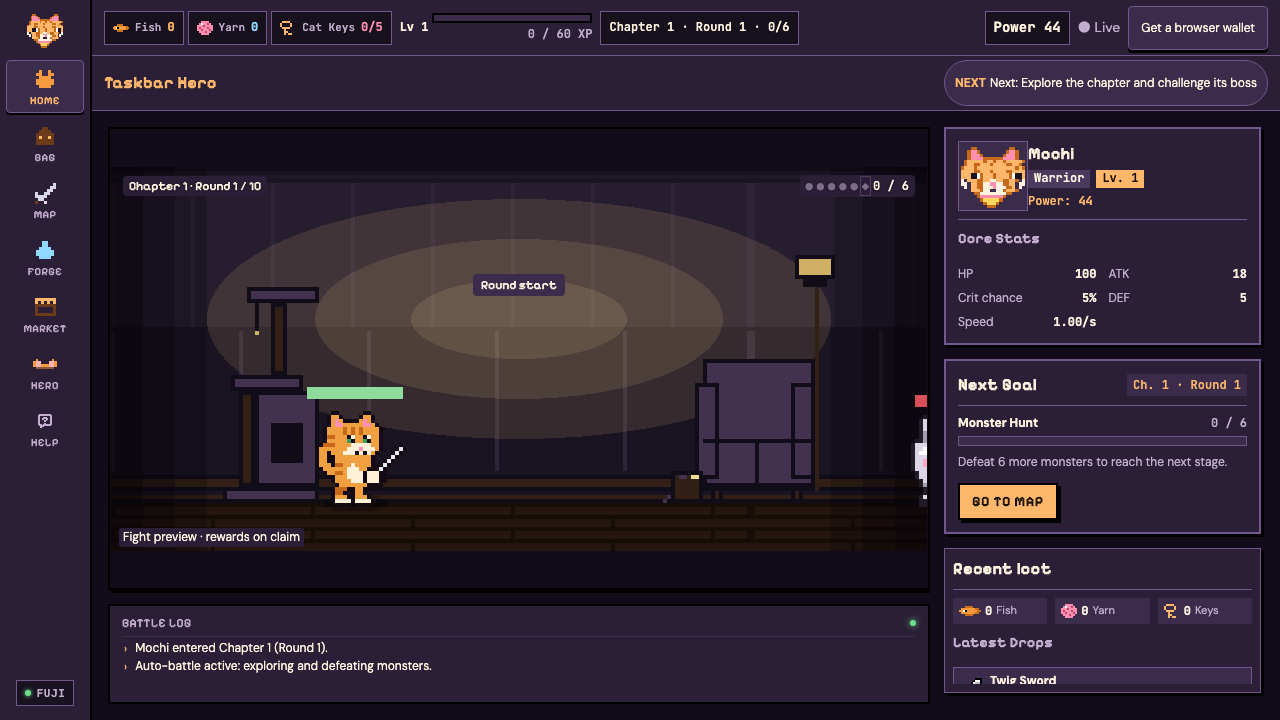 Fish 0
Yarn 0
Cat Keys 0/5
Lv 1
0 / 60 XP
Chapter 1 · Round 1 · 0/6
Power 44
Live
Get a browser wallet
HOME
BAG
MAP
FORGE
MARKET
HERO
HELP
FUJI
Taskbar Hero
NEXT Next: Explore the chapter and challenge its boss
Chapter 1 · Round 1 / 10
0 / 6
Round start
Fight preview · rewards on claim
BATTLE LOG
› Mochi entered Chapter 1 (Round 1).
› Auto-battle active: exploring and defeating monsters.
Mochi
Warrior Lv. 1
Power: 44
Core Stats
HP 100 ATK 18
Crit chance 5% DEF 5
Speed 1.00/s
Next Goal Ch. 1 · Round 1
Monster Hunt 0 / 6
Defeat 6 more monsters to reach the next stage.
GO TO MAP
Recent loot
0 Fish 0 Yarn 0 Keys
Latest Drops
Twig Sword